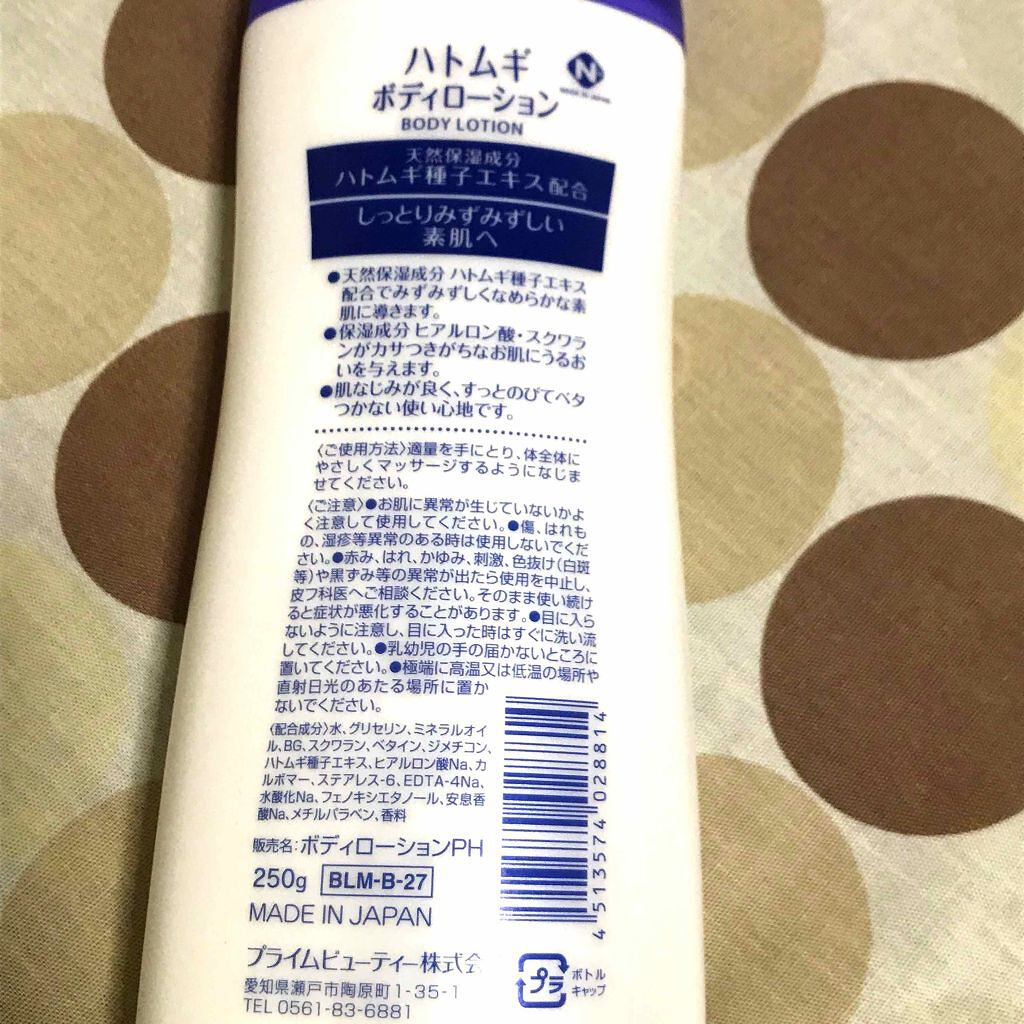 ハトムギ
N
MADE IN JAPAN
ボディローション
BODY LOTION
天然保湿成分
ハトムギ種子エキス配合
しっとりみずみずしい
素肌へ
●天然保湿成分 ハトムギ種子エキス
配合でみずみずしくなめらかな素
肌に導きます。
●保湿成分 ヒアルロン酸・スクワラ
ンがカサつきがちなお肌にうるお
いを与えます。
●肌なじみが良く、すっとのびてベタ
つかない使い心地です。
〈ご使用方法〉適量を手にとり、体全体に
やさしくマッサージするようになじま
せてください。
〈ご注意〉●お肌に異常が生じていないかよ
く注意して使用してください。●傷、はれも
の、湿疹等異常のある時は使用しないでくだ
さい。●赤み、はれ、かゆみ、刺激、色抜け(白斑
等)や黒ずみ等の異常が出たら使用を中止し、
皮フ科医へご相談ください。そのまま使い続け
ると症状が悪化することがあります。●目に入ら
ないように注意し、目に入った時はすぐに洗い流
してください。●乳幼児の手の届かないところに
置いてください。●極端に高温又は低温の場所や
直射日光のあたる場所に置か
ないでください。
〈配合成分〉水、グリセリン、ミネラルオイ
ル、BG、スクワラン、ベタイン、ジメチコン、
ハトムギ種子エキス、ヒアルロン酸Na、カ
ルボマー、ステアレス-6、EDTA-4Na、
水酸化Na、フェノキシエタノール、安息香
酸Na、メチルパラベン、香料
販売名:ボディローションPH
250g BLM-B-27
MADE IN JAPAN
4 513574 028814
プライムビューティー株式会
愛知県瀬戸市陶原町1-35-1
TEL 0561-83-6881
プラ
ボトル
キャップ